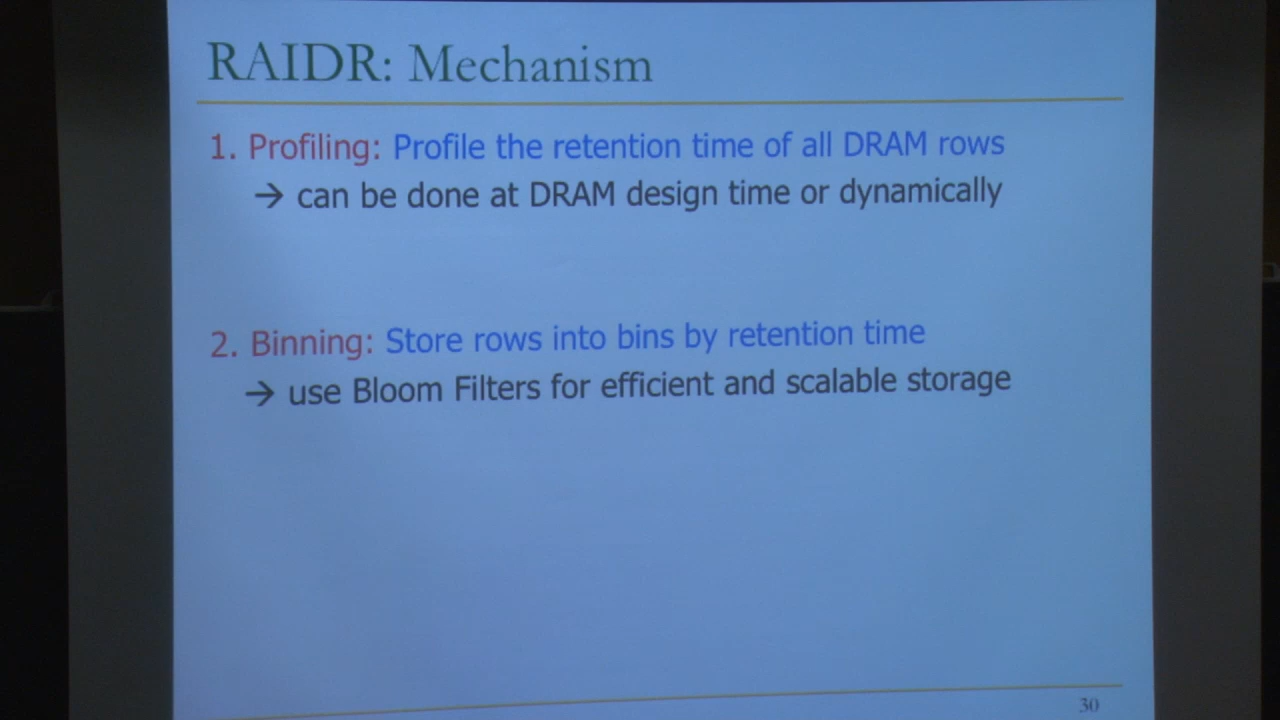 RAIDR: Mechanism
1. Profiling: Profile the retention time of all DRAM rows
→ can be done at DRAM design time or dynamically
2. Binning: Store rows into bins by retention time
→ use Bloom Filters for efficient and scalable storage
30